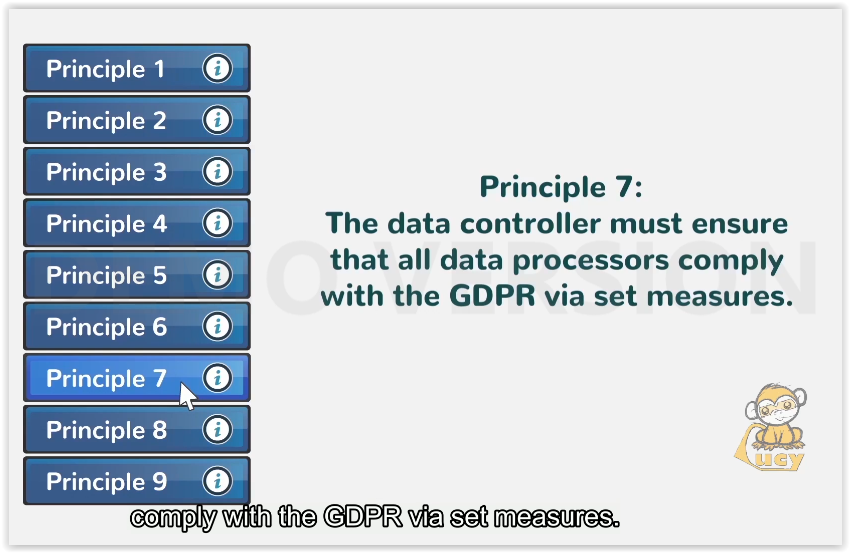 Principle 1
Principle 2
Principle 3
Principle 4
Principle 5
Principle 6
Principle 7
Principle 8
Principle 9
Principle 7:
The data controller must ensure
that all data processors comply
with the GDPR via set measures.
O VERSION
Lucy
comply with the GDPR via set measures.